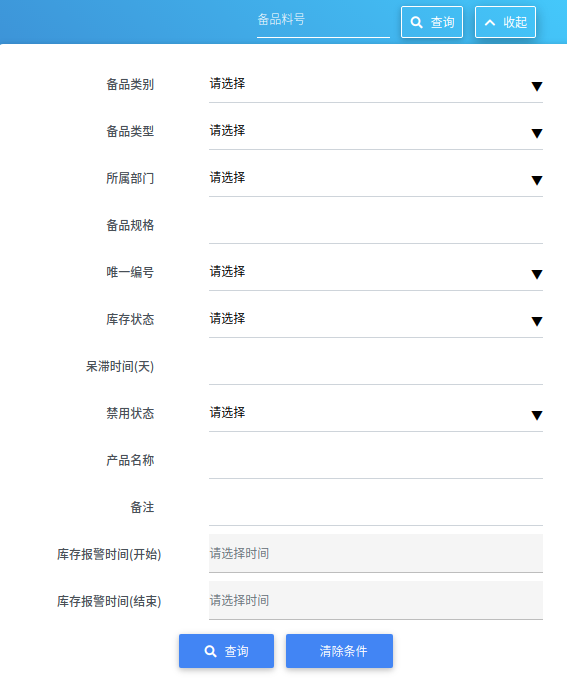 备品料号 查询 收起
备品类别 请选择
备品类型 请选择
所属部门 请选择
备品规格
唯一编号 请选择
库存状态 请选择
呆滞时间(天)
禁用状态 请选择
产品名称
备注
库存报警时间(开始) 请选择时间
库存报警时间(结束) 请选择时间
查询 清除条件